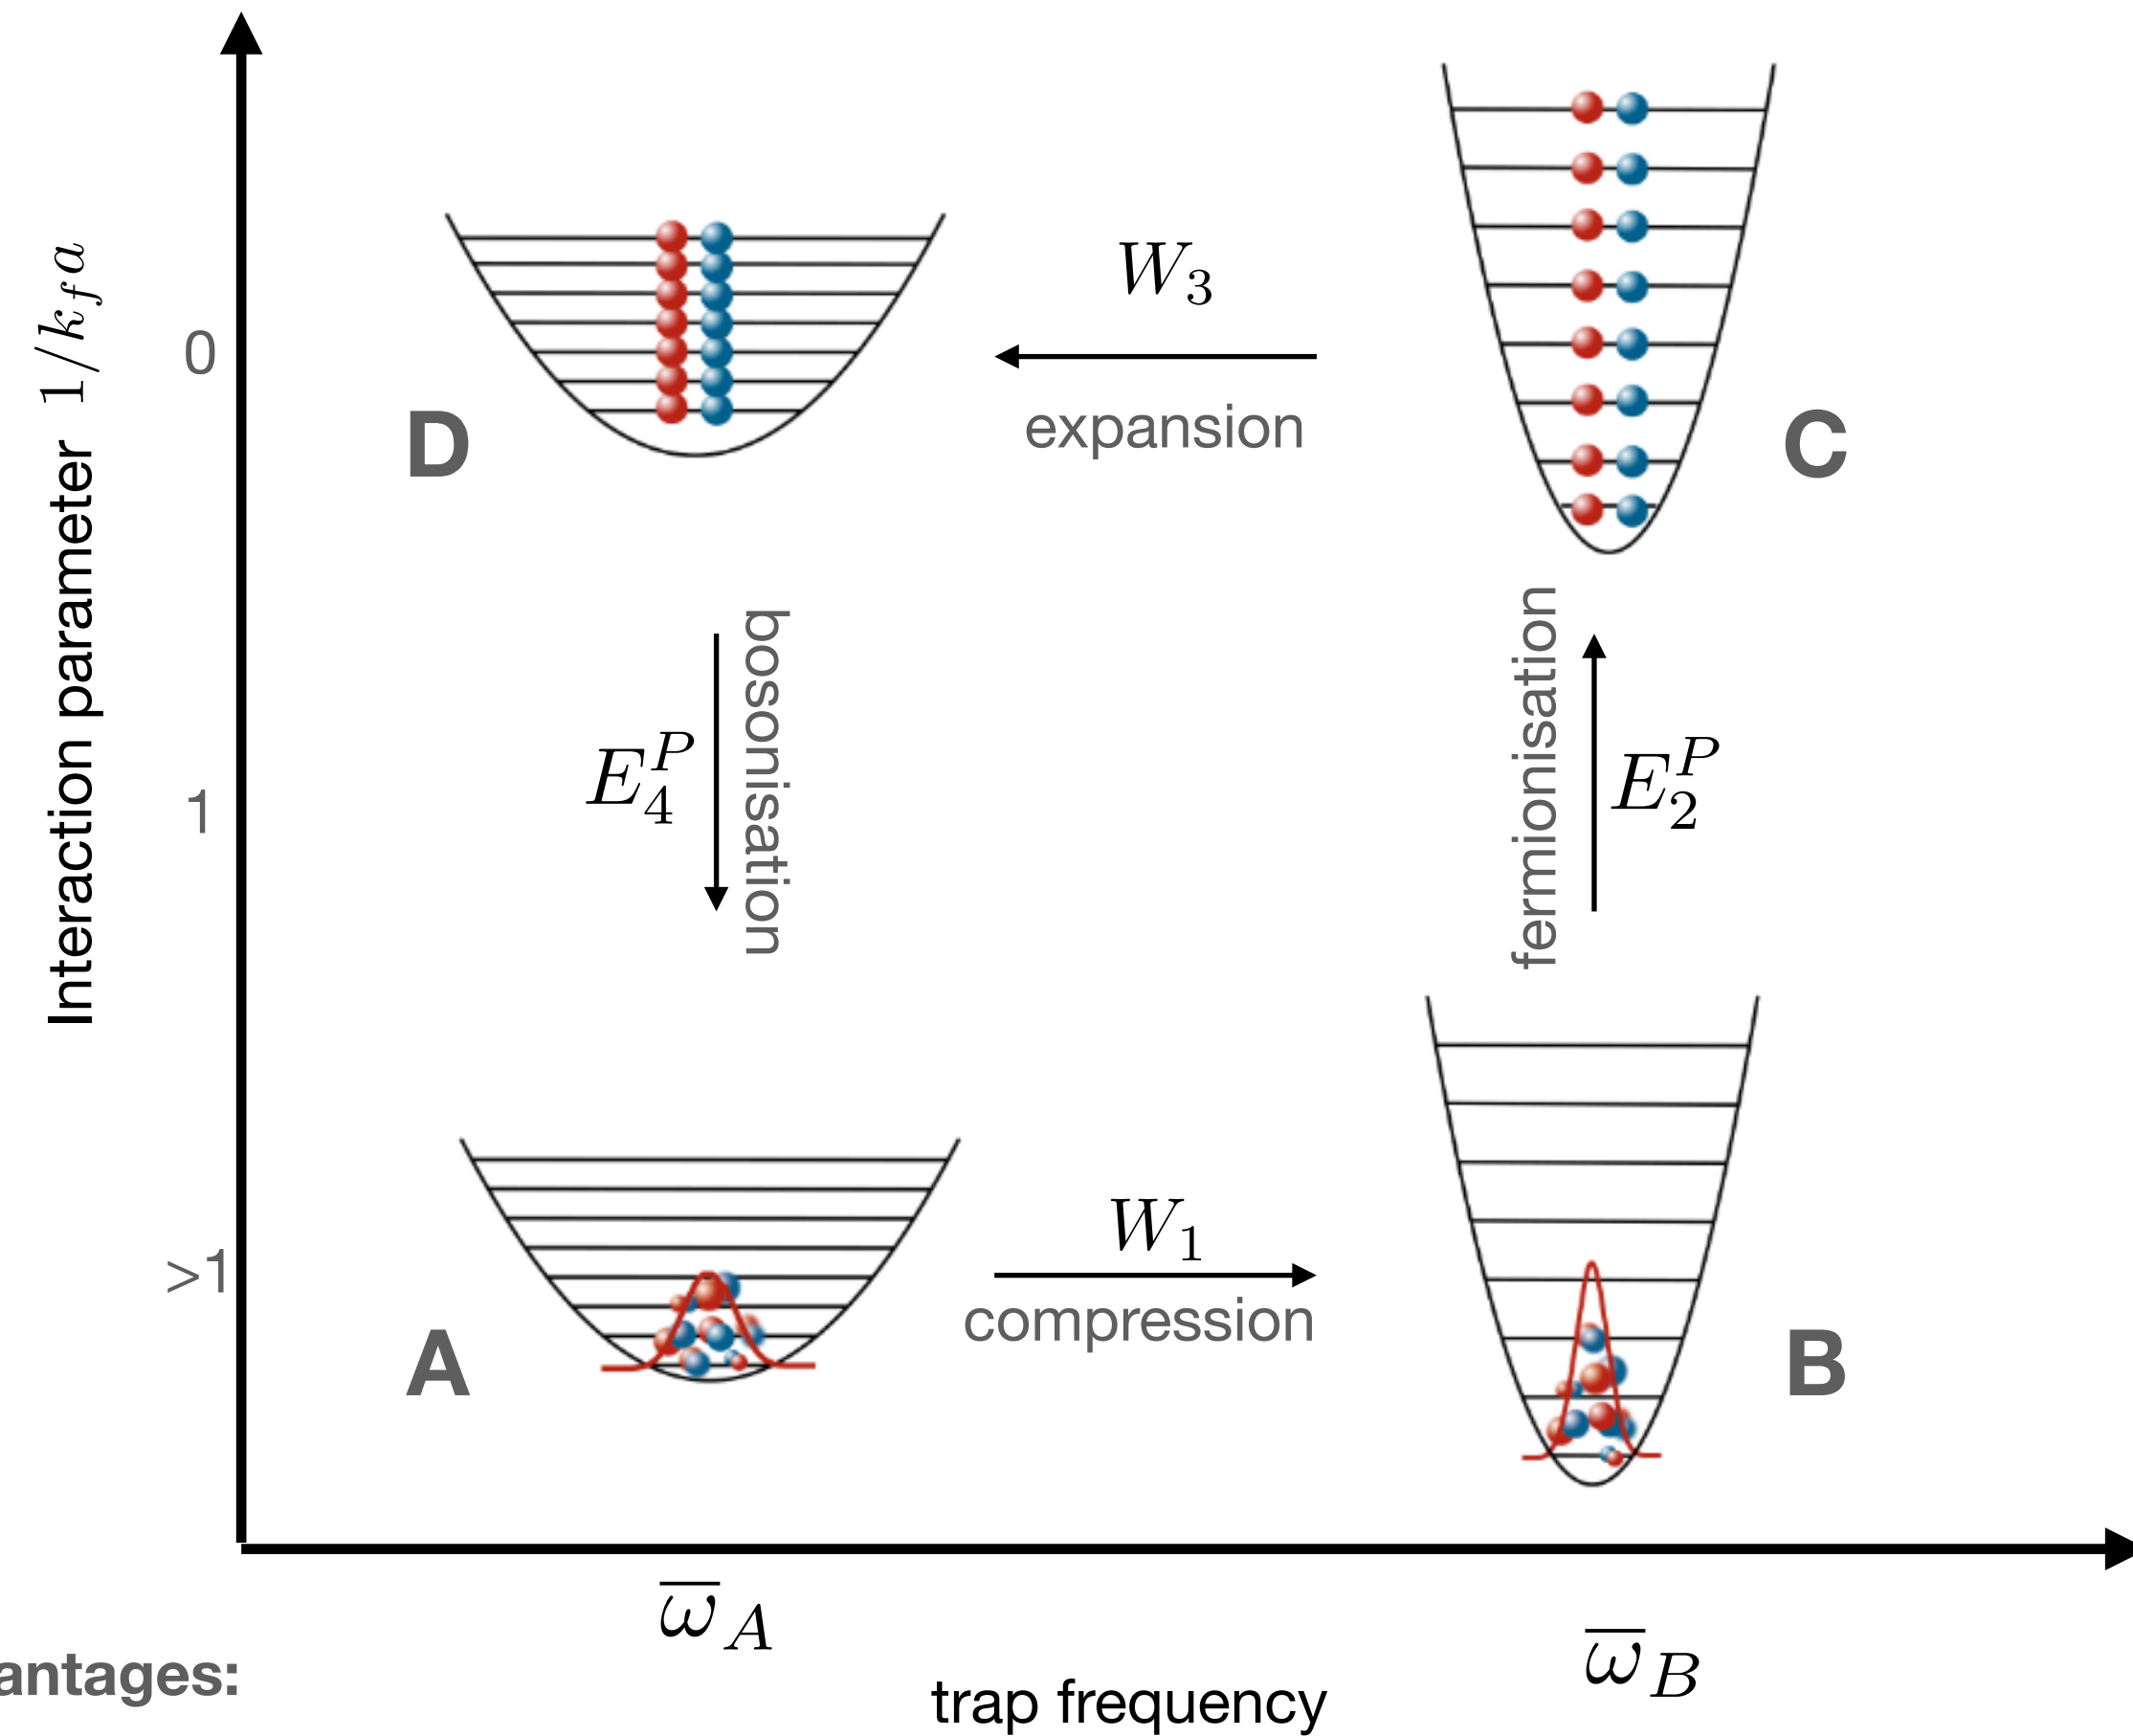 Interaction parameter 1/k_f a
0
1
>1
D
W_3
expansion
C
E_4^P
bosonisation
fermionisation
E_2^P
A
W_1
compression
B
ω̅_A
ω̅_B
antages:
trap frequency